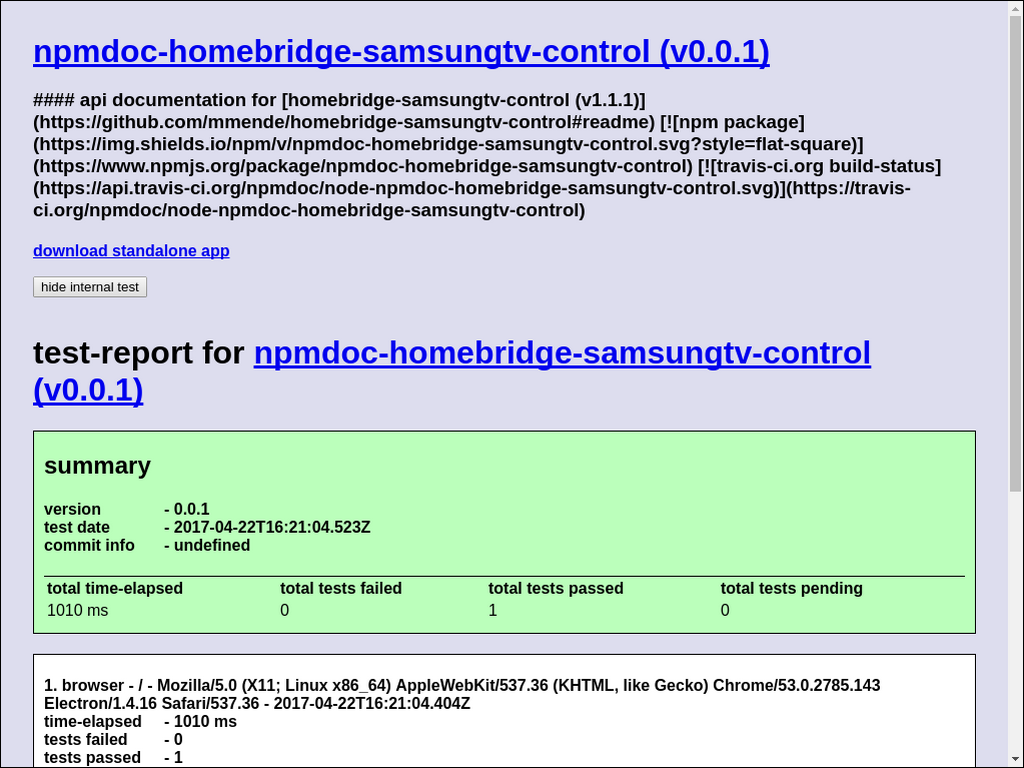 npmdoc-homebridge-samsungtv-control (v0.0.1)
#### api documentation for [homebridge-samsungtv-control (v1.1.1)]
(https://github.com/mmende/homebridge-samsungtv-control#readme) [![npm package]
(https://img.shields.io/npm/v/npmdoc-homebridge-samsungtv-control.svg?style=flat-square)]
(https://www.npmjs.org/package/npmdoc-homebridge-samsungtv-control) [![travis-ci.org build-status]
(https://api.travis-ci.org/npmdoc/node-npmdoc-homebridge-samsungtv-control.svg)](https://travis-
ci.org/npmdoc/node-npmdoc-homebridge-samsungtv-control)
download standalone app
hide internal test
test-report for npmdoc-homebridge-samsungtv-control
(v0.0.1)
summary
version - 0.0.1
test date - 2017-04-22T16:21:04.523Z
commit info - undefined
total time-elapsed total tests failed total tests passed total tests pending
1010 ms 0 1 0
1. browser - / - Mozilla/5.0 (X11; Linux x86_64) AppleWebKit/537.36 (KHTML, like Gecko) Chrome/53.0.2785.143
Electron/1.4.16 Safari/537.36 - 2017-04-22T16:21:04.404Z
time-elapsed - 1010 ms
tests failed - 0
tests passed - 1